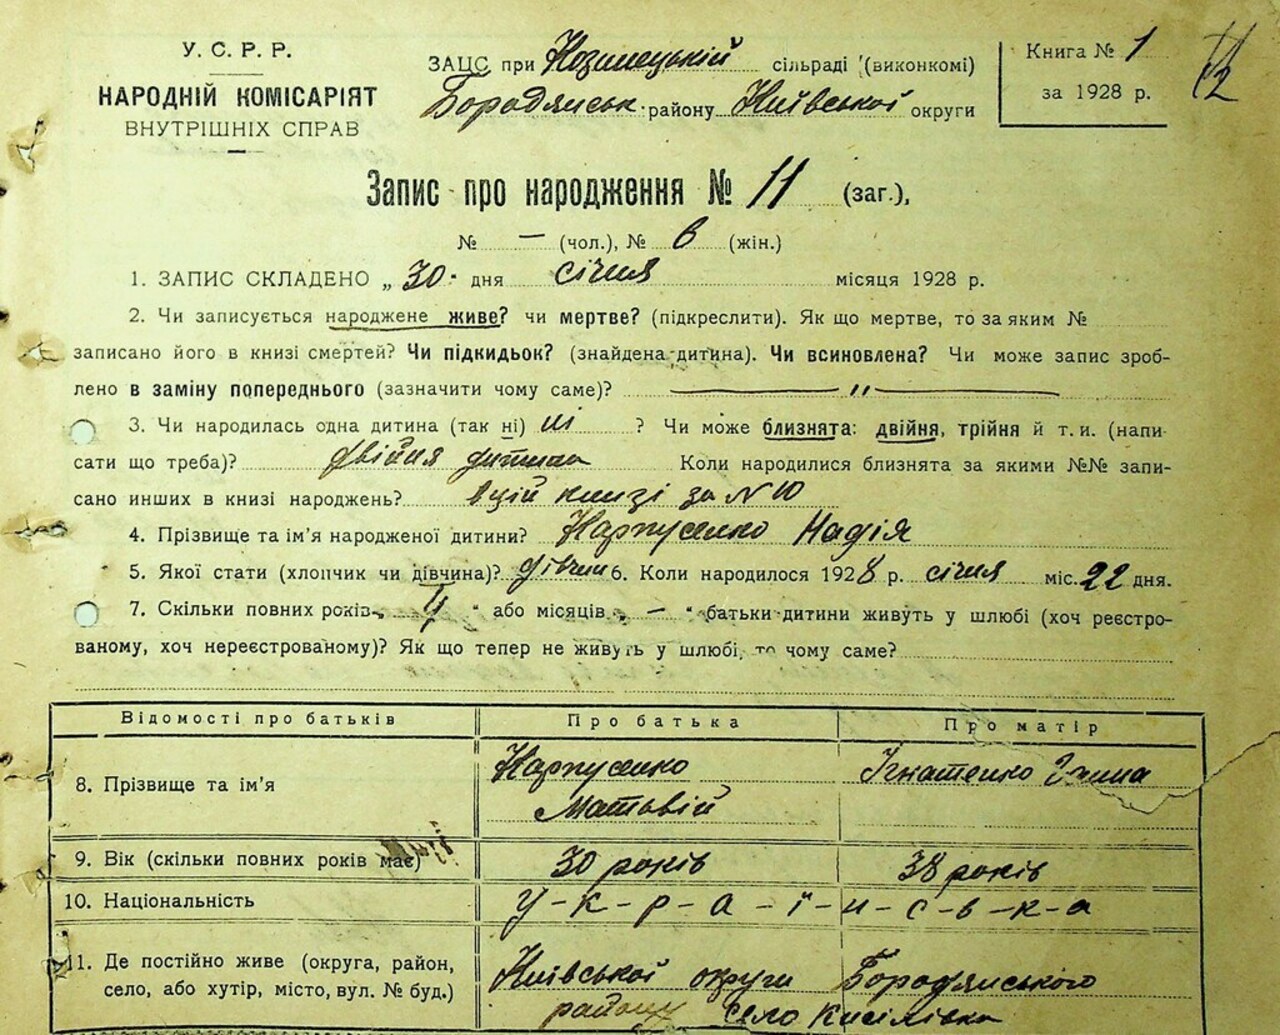 У. С. Р. Р.
НАРОДНІЙ КОМІСАРІЯТ
ВНУТРІШНІХ СПРАВ
ЗАЦС при Козинецькій сільраді (виконкомі)
Бородянськ. району Київської округи
Книга № 1
за 1928 р.
12
Запис про народження № 11 (заг.),
№ — (чол.), № 6 (жін.)
1. ЗАПИС СКЛАДЕНО „ 30 " дня січня місяця 1928 р.
2. Чи записується народжене живе? чи мертве? (підкреслити). Як що мертве, то за яким №
записано його в книзі смертей? Чи підкидьок? (знайдена дитина). Чи всиновлена? Чи може запис зроб-
лено в заміну попереднього (зазначити чому саме)? — " —
3. Чи народилась одна дитина (так ні) ні ? Чи може близнята: двійня, трійня й т. и. (напи-
сати що треба)? двійня Коли народилися близнята за якими №№ запи-
сано инших в книзі народжень? в цій книзі за № 10
4. Прізвище та ім'я народженої дитини? Карпусенко Надія
5. Якої стати (хлопчик чи дівчина)? дівчин 6. Коли народилося 1928 р. січня міс. 22 дня.
7. Скільки повних років „ " або місяців „ — " батьки дитини живуть у шлюбі (хоч реєстро-
ваному, хоч нереєстрованому)? Як що тепер не живуть у шлюбі, то чому саме?
Відомості про батьків Про батька Про матір
8. Прізвище та ім'я Карпусенко Матьвій Ігнатенко
9. Вік (скільки повних років має) 30 років 38 років
10. Національність у-к-р-а-ї-н-с-ь-к-а
11. Де постійно живе (округа, район, Київської округи Бородянського
село, або хутір, місто, вул. № буд.) району село Кисілівка